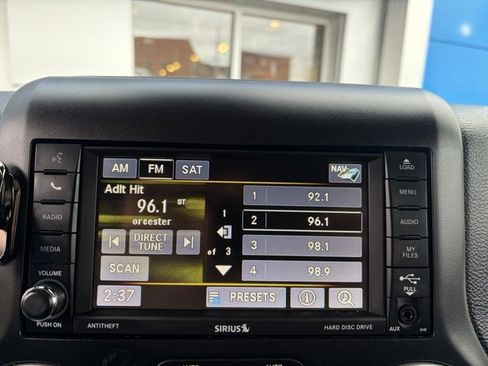 AM FM SAT NAV
Adlt Hit
96.1 ST
orcester
DIRECT
TUNE
SCAN
2:37
1
of 3
1 92.1
2 96.1
3 98.1
4 98.9
PRESETS
RADIO
MEDIA
VOLUME
PUSH ON
LOAD
MENU
AUDIO
MY
FILES
PULL
AUX
ANTITHEFT
SIRIUS
HARD DISC DRIVE
AUTO
AUTO